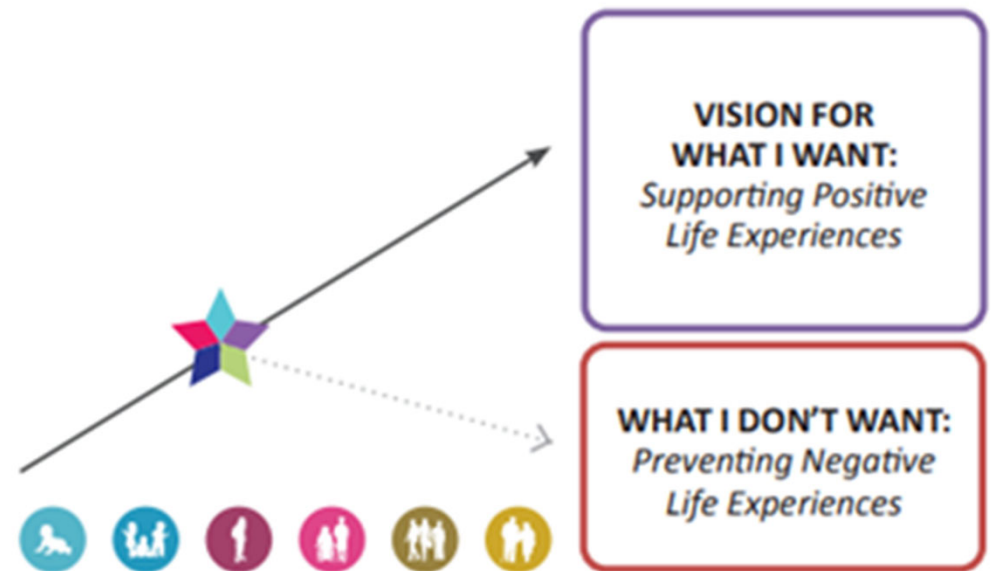 VISION FOR
WHAT I WANT:
Supporting Positive
Life Experiences
WHAT I DON'T WANT:
Preventing Negative
Life Experiences